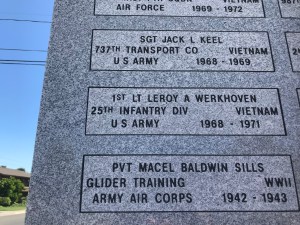 AIR FORCE 1969 - 1972
SGT JACK L KEEL
737TH TRANSPORT CO VIETNAM
U S ARMY 1968 - 1969
1ST LT LEROY A WERKHOVEN
25TH INFANTRY DIV VIETNAM
U S ARMY 1968 - 1971
PVT MACEL BALDWIN SILLS
GLIDER TRAINING WWII
ARMY AIR CORPS 1942 - 1943